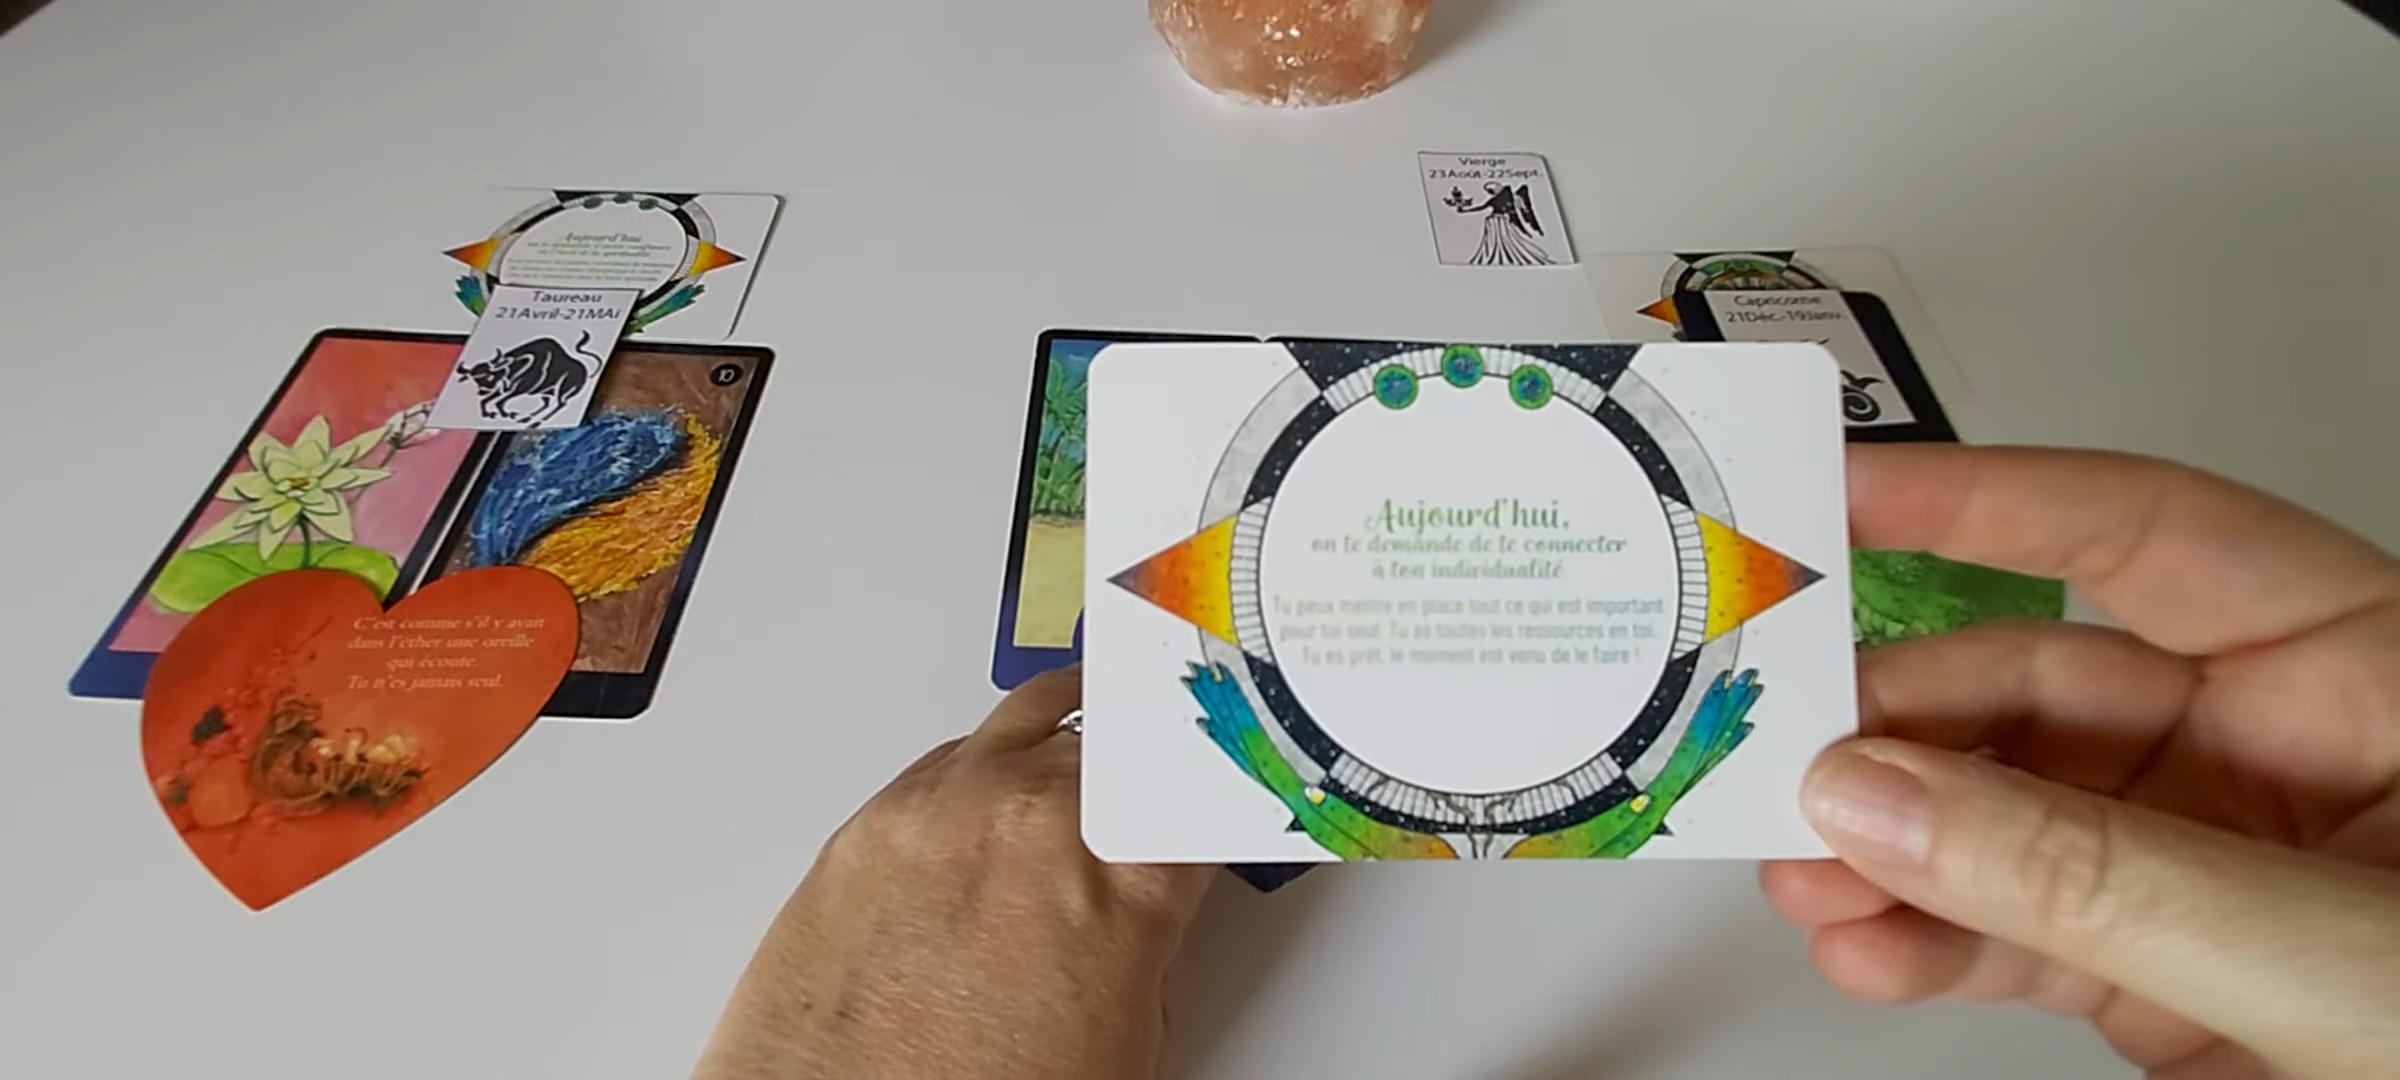 Vierge
23Août-22Sept.
Aujourd'hui,
Taureau
21Avril-21MAi
Capricorne
21Déc.-19Janv.
10
C'est comme s'il y avait
dans l'éther une oreille
qui écoute.
Tu n'es jamais seul.
Aujourd'hui,
on te demande de te connecter
à ton individualité
Tu peux mettre en place tout ce qui est important
pour toi seul. Tu as toutes les ressources en toi.
Tu es prêt, le moment est venu de le faire !